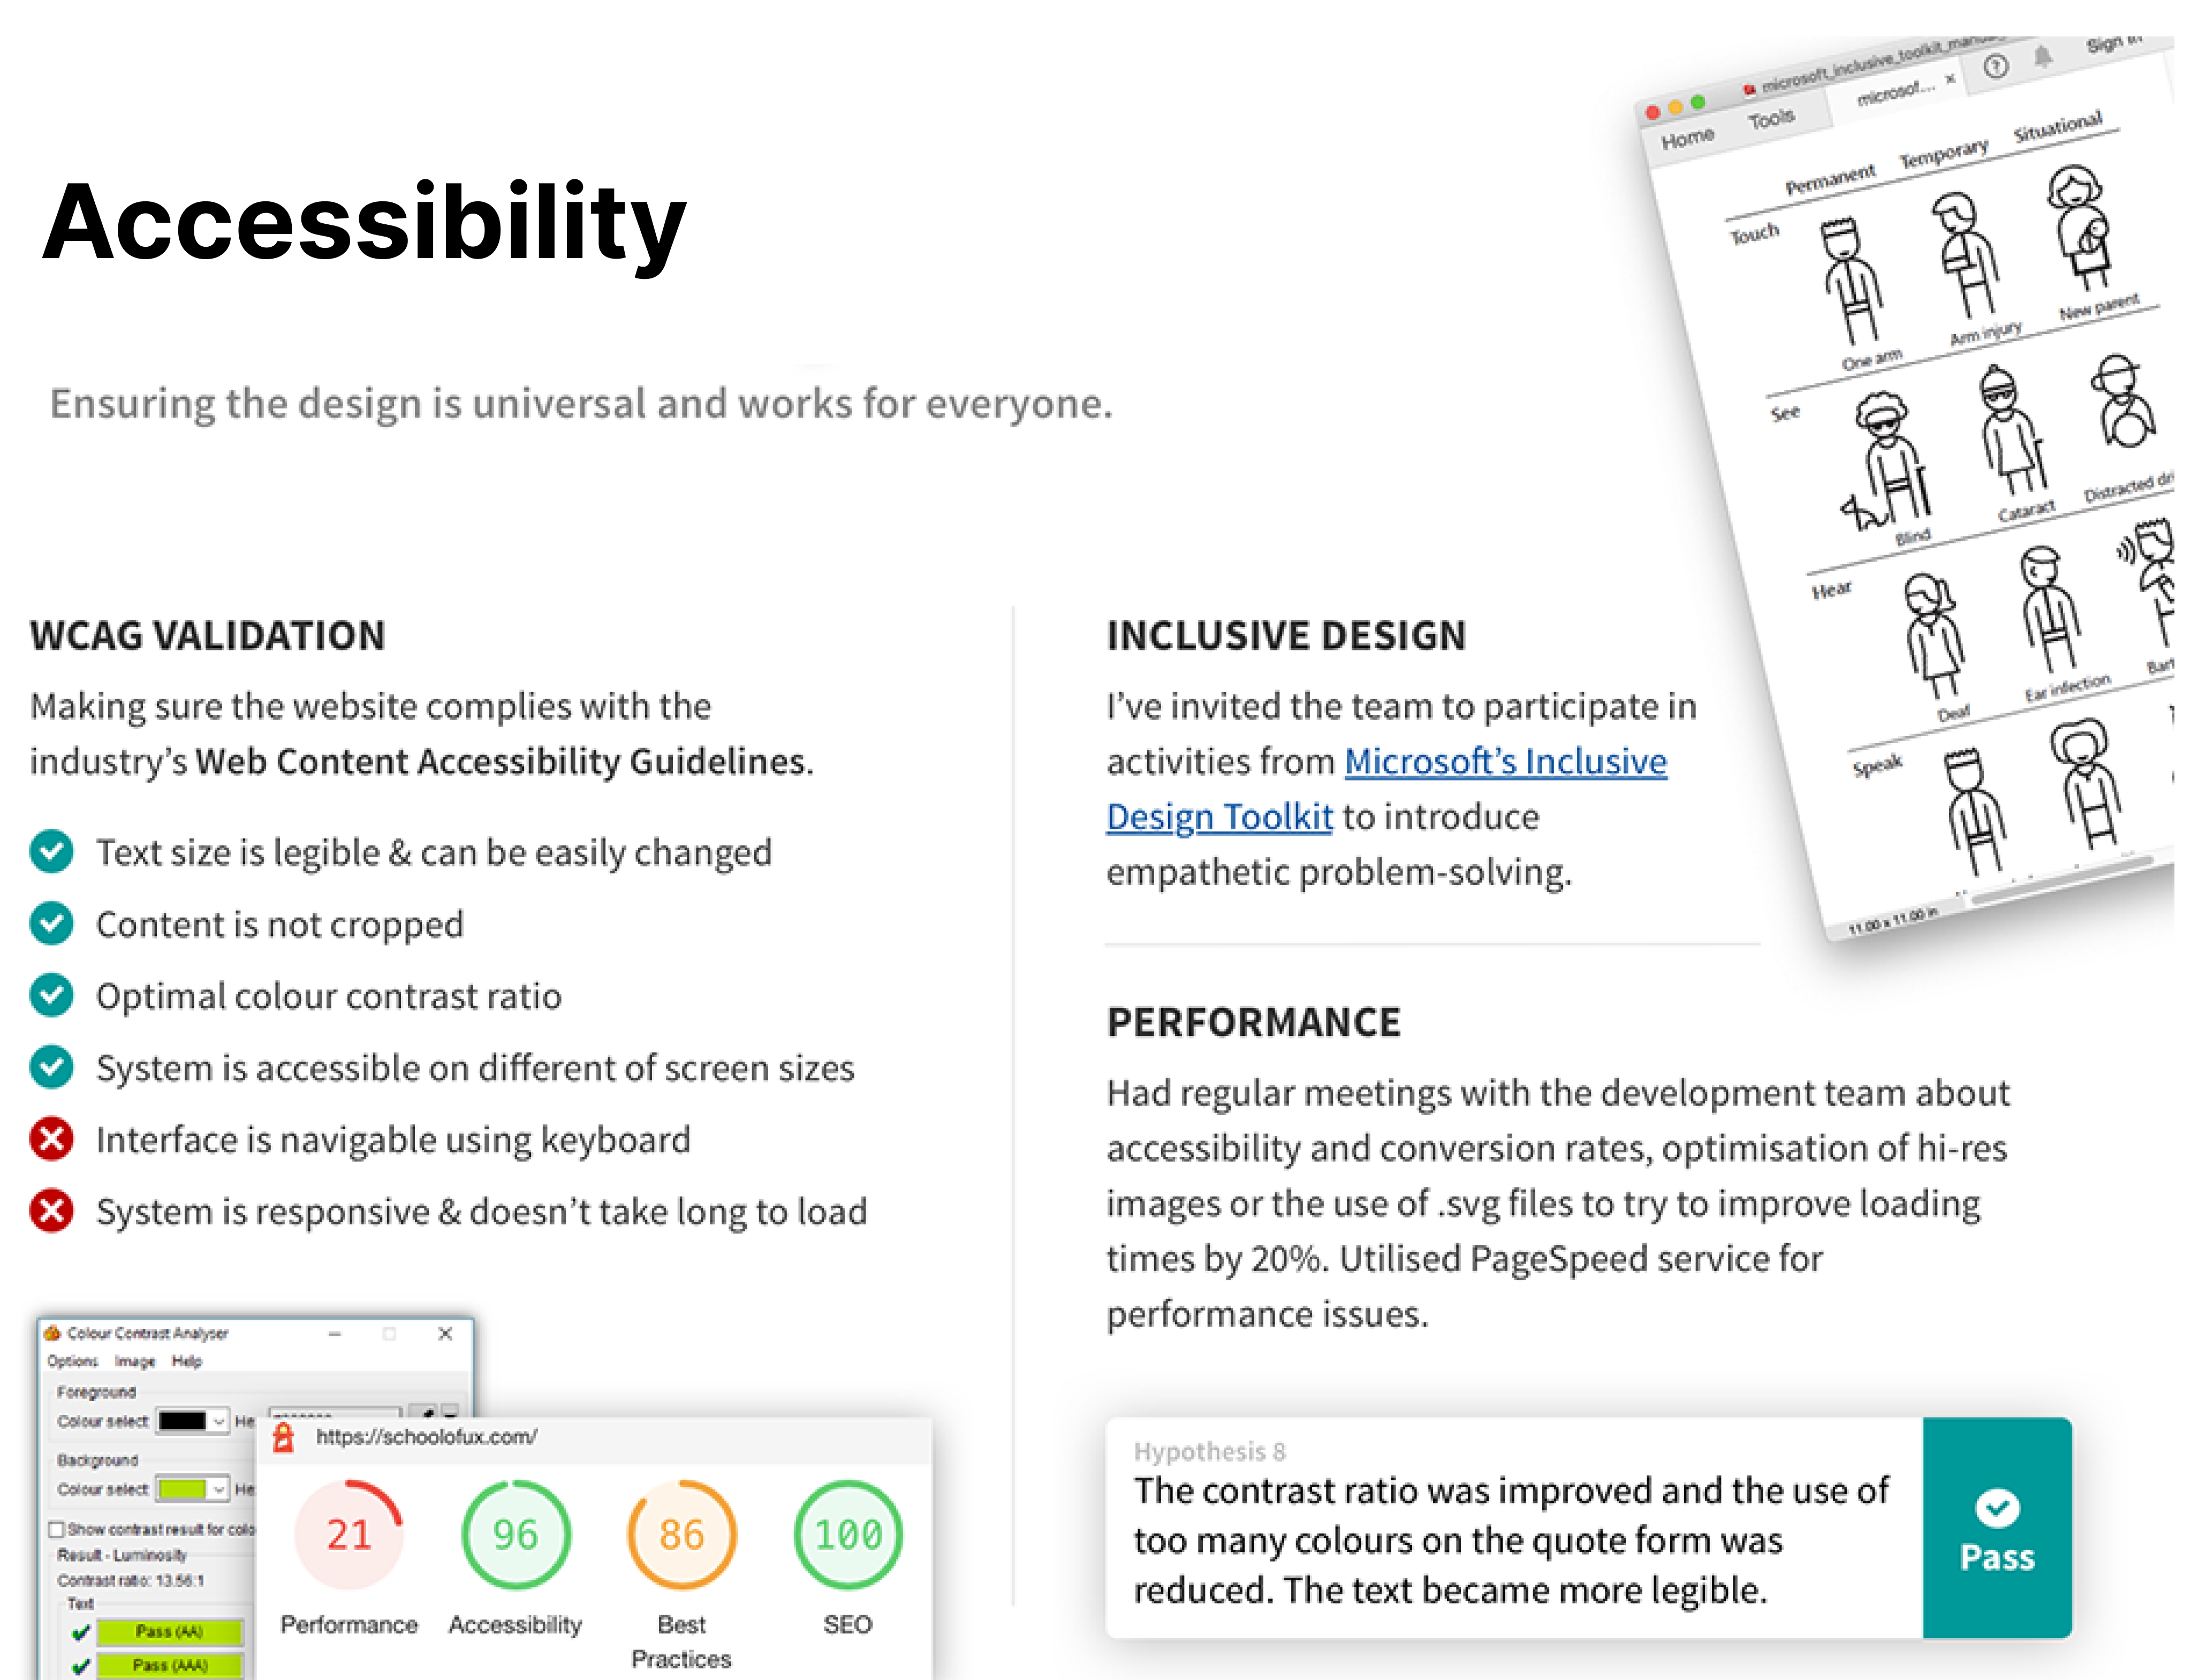 Accessibility
Ensuring the design is universal and works for everyone.
WCAG VALIDATION
Making sure the website complies with the
industry's Web Content Accessibility Guidelines.
Text size is legible & can be easily changed
Content is not cropped
Optimal colour contrast ratio
System is accessible on different of screen sizes
Interface is navigable using keyboard
System is responsive & doesn't take long to load
Colour Contrast Analyser
Options Image Help
Foreground
Colour select He
Background
Colour select He
Show contrast result for colo
Result - Luminosity
Contrast ratio: 13.56:1
Text
Pass (AA)
Pass (AAA)
https://schoolofux.com/
21 96 86 100
Performance Accessibility Best SEO
Practices
INCLUSIVE DESIGN
I've invited the team to participate in
activities from Microsoft's Inclusive
Design Toolkit to introduce
empathetic problem-solving.
PERFORMANCE
Had regular meetings with the development team about
accessibility and conversion rates, optimisation of hi-res
images or the use of .svg files to try to improve loading
times by 20%. Utilised PageSpeed service for
performance issues.
Hypothesis 8
The contrast ratio was improved and the use of
too many colours on the quote form was
reduced. The text became more legible.
Pass
microsoft_inclusive_toolkit_manual
Sign In
Home Tools microsof... ×
Permanent Temporary Situational
Touch
One arm Arm injury New parent
See
Blind Cataract Distracted dri
Hear
Deaf Ear infection Bart
Speak
11.00 x 11.00 in